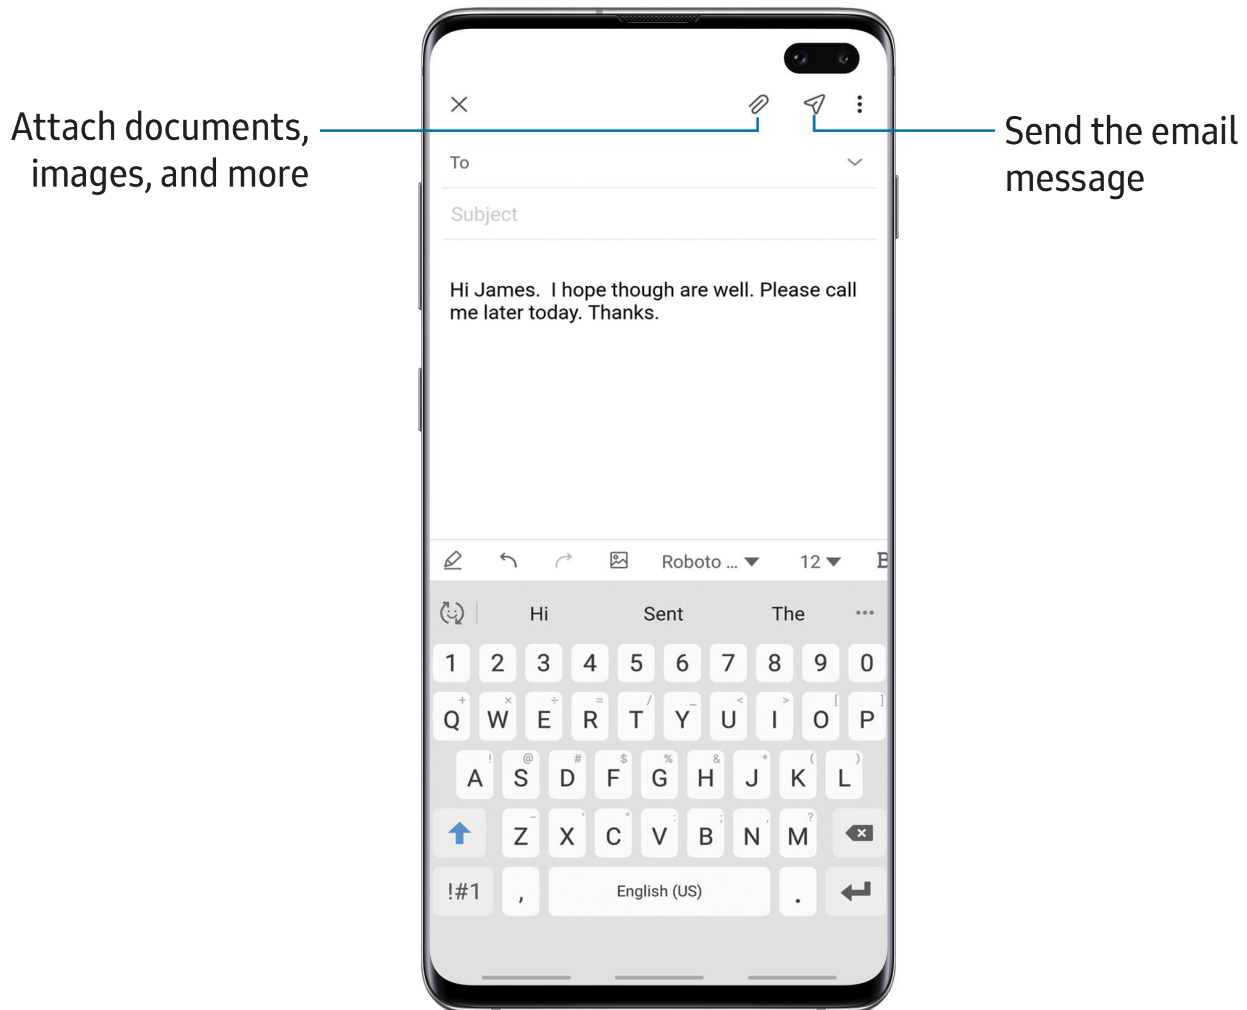 Attach documents,
images, and more
Send the email
message
To
Subject
Hi James.  I hope though are well. Please call
me later today. Thanks.
Roboto ... 12 B
Hi Sent The
1 2 3 4 5 6 7 8 9 0
+ × ÷ = / _ < > [ ]
Q W E R T Y U I O P
! @ # $ % & * ( )
A S D F G H J K L
- ' " : ; , ?
Z X C V B N M
!#1 , English (US) .